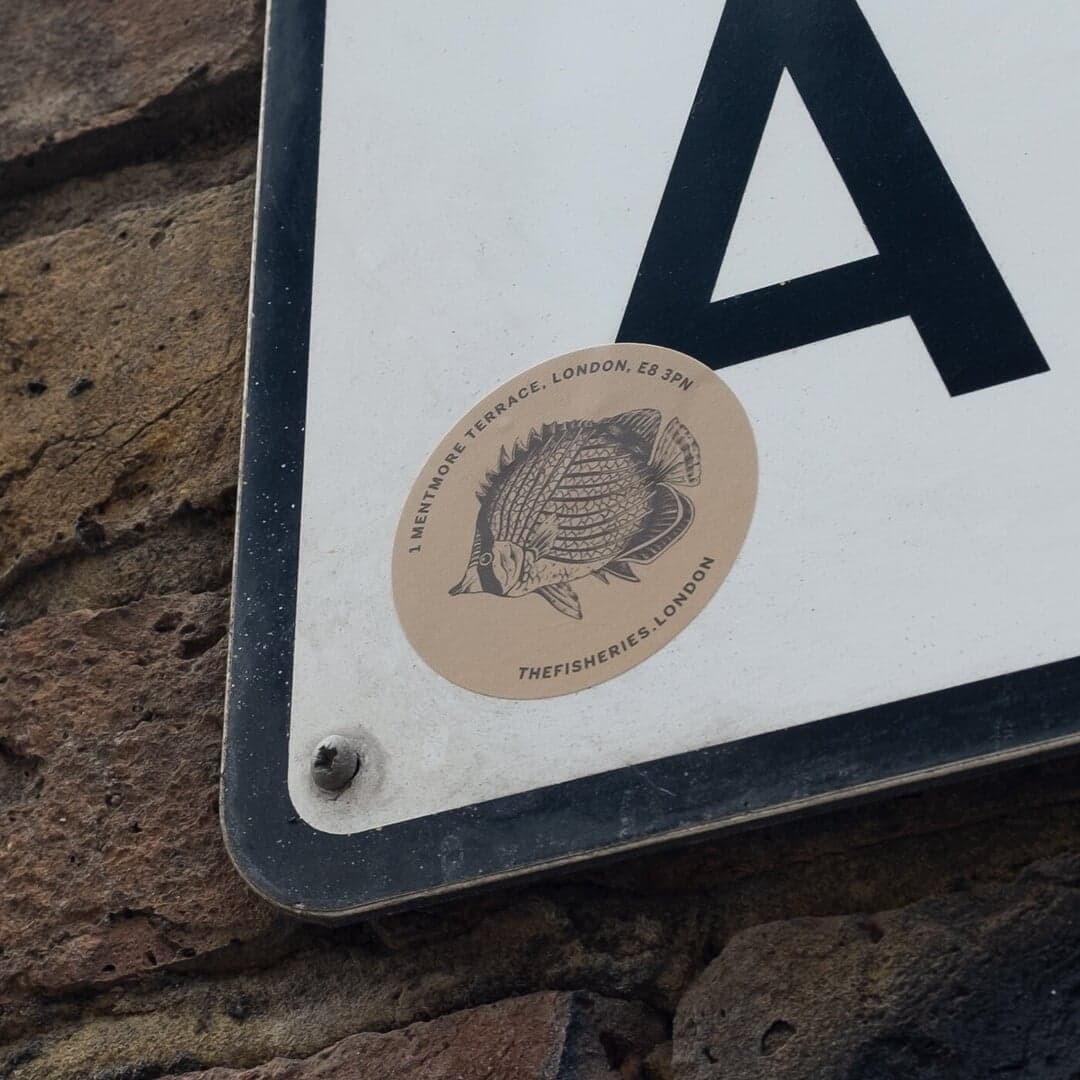 A
1 MENTMORE TERRACE, LONDON, E8 3PN
THEFISHERIES.LONDON